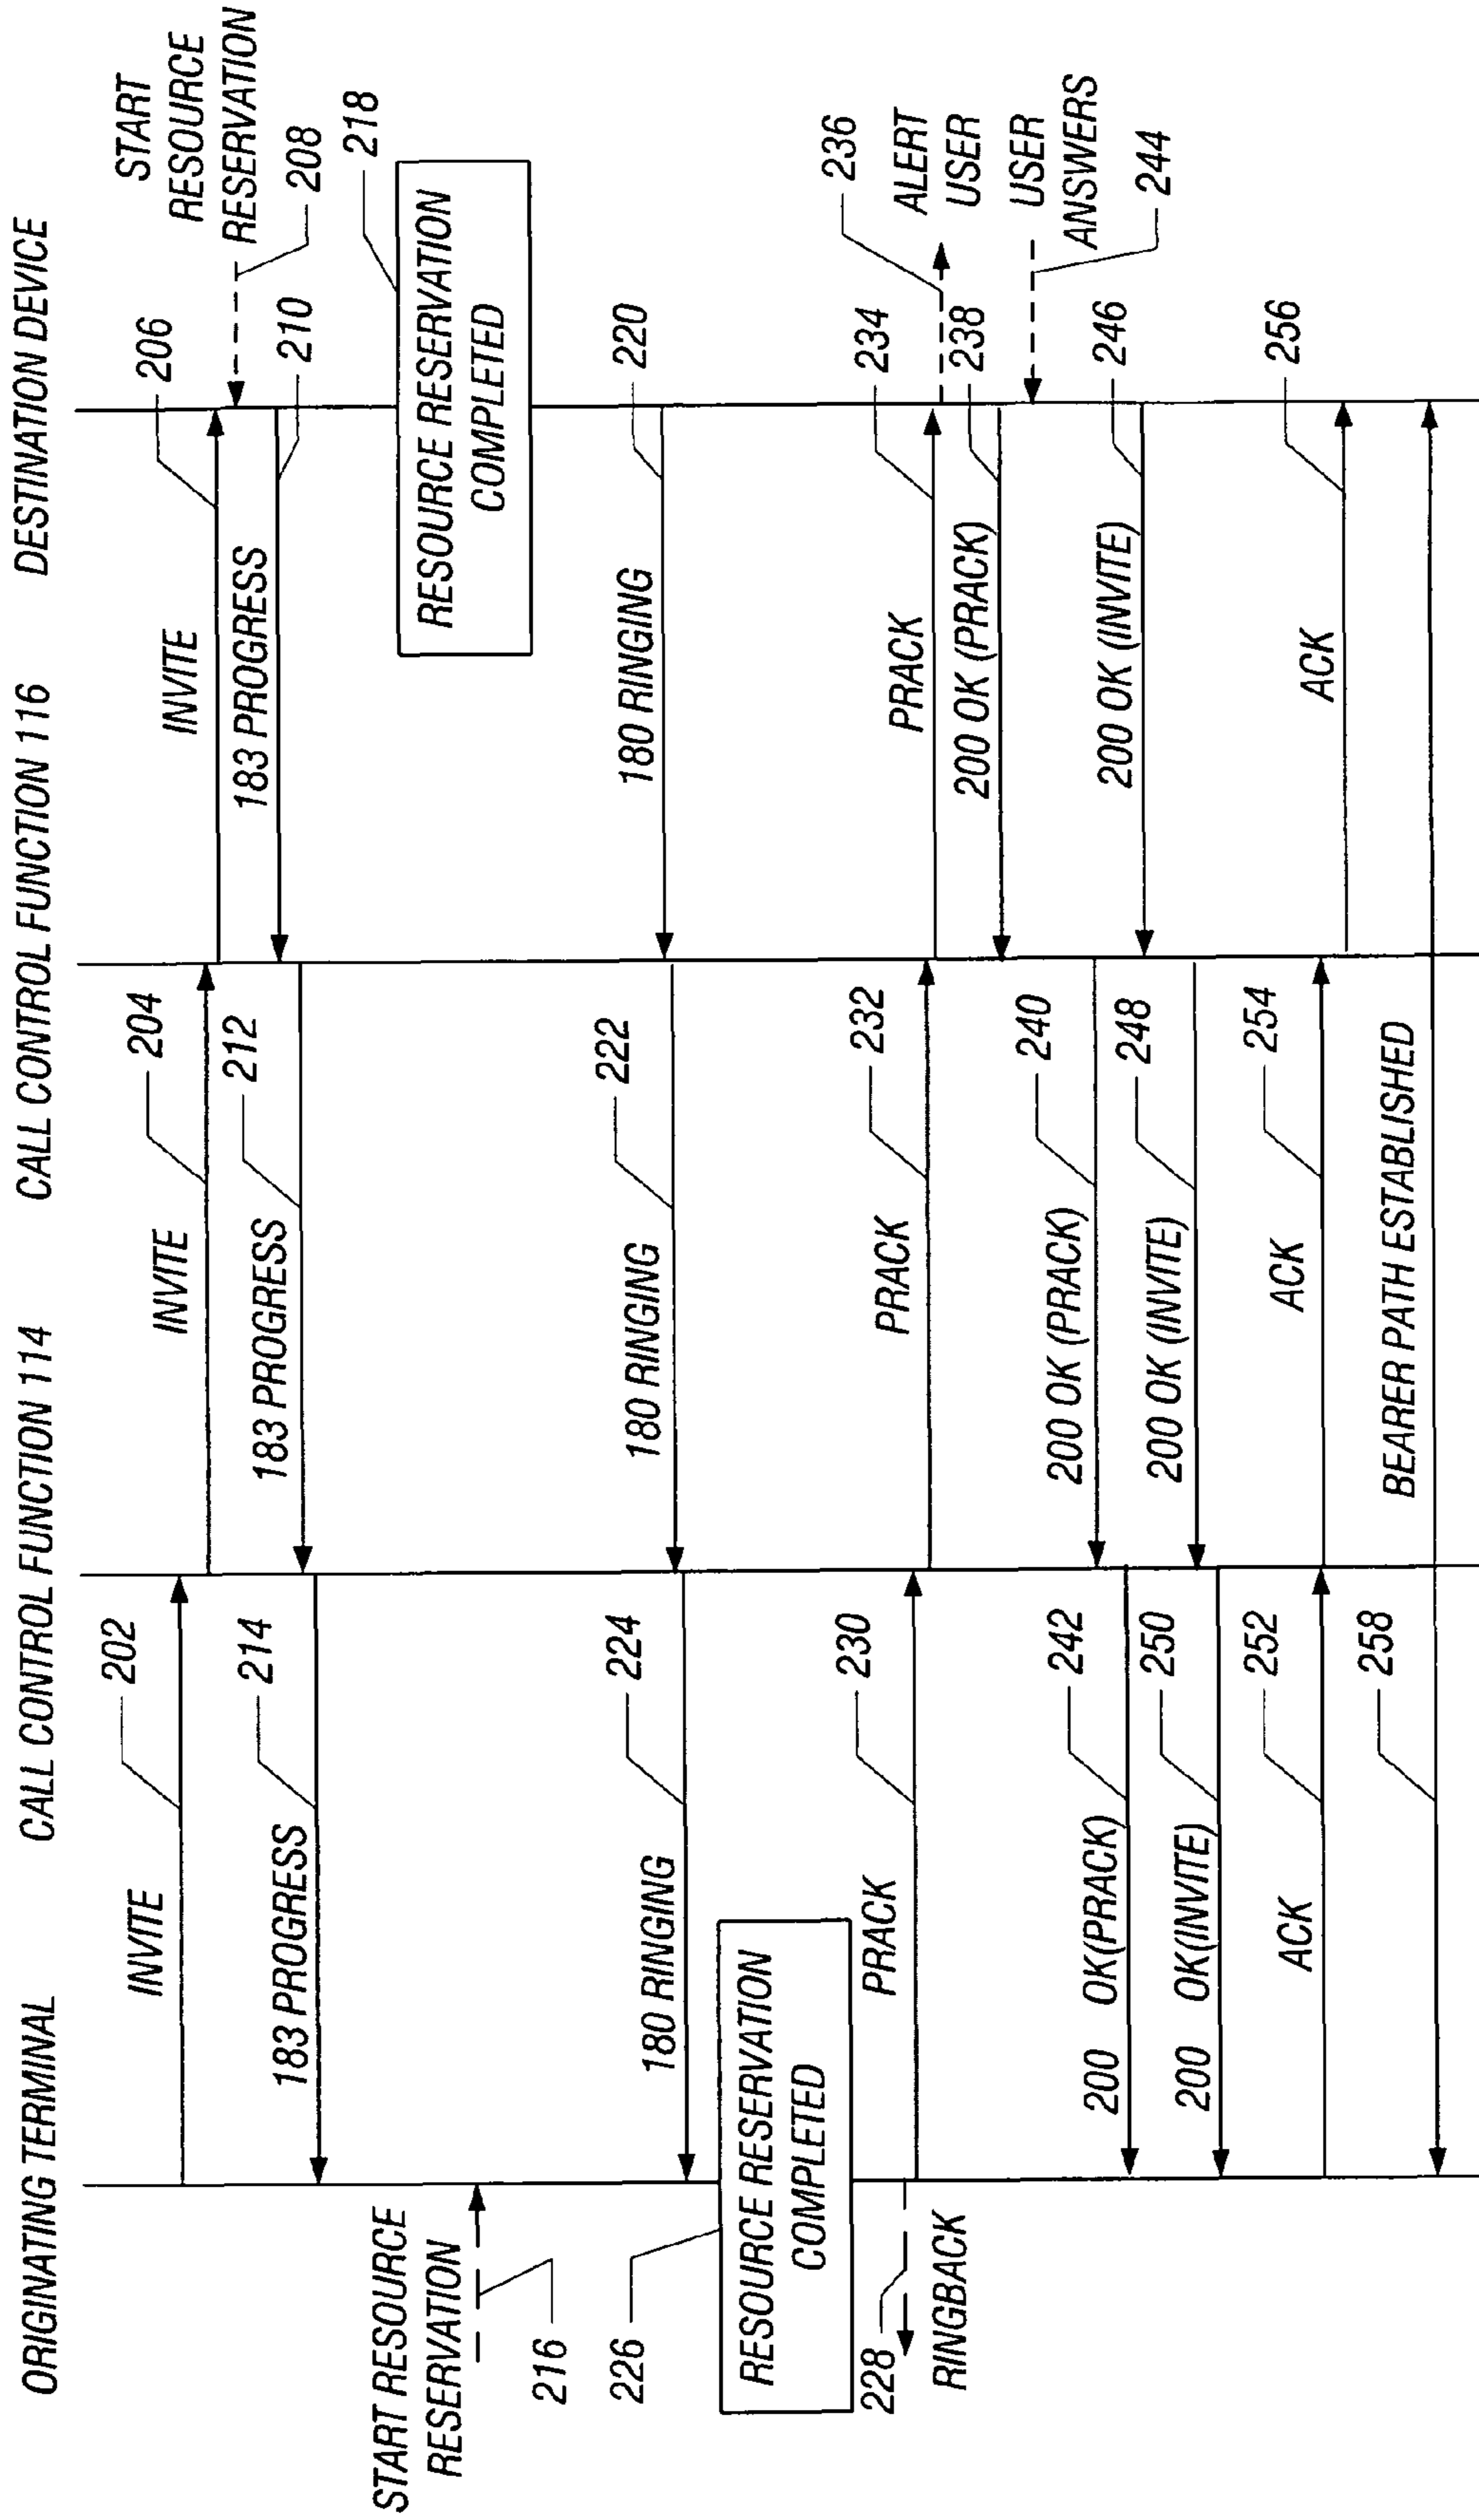 ORIGINATING TERMINAL
CALL CONTROL FUNCTION 114
CALL CONTROL FUNCTION 116
DESTINATION DEVICE
INVITE
202
INVITE
204
INVITE
206
START
RESOURCE
RESERVATION
208
183 PROGRESS
210
183 PROGRESS
212
183 PROGRESS
214
START RESOURCE
RESERVATION
216
218
RESOURCE RESERVATION
COMPLETED
180 RINGING
220
180 RINGING
222
180 RINGING
224
226
RESOURCE RESERVATION
COMPLETED
228
RINGBACK
PRACK
230
PRACK
232
PRACK
234
236
ALERT
USER
200 OK (PRACK)
238
200 OK (PRACK)
240
200 OK(PRACK)
242
USER
ANSWERS
244
200 OK (INVITE)
246
200 OK (INVITE)
248
200 OK(INVITE)
250
ACK
252
ACK
254
ACK
256
BEARER PATH ESTABLISHED
258